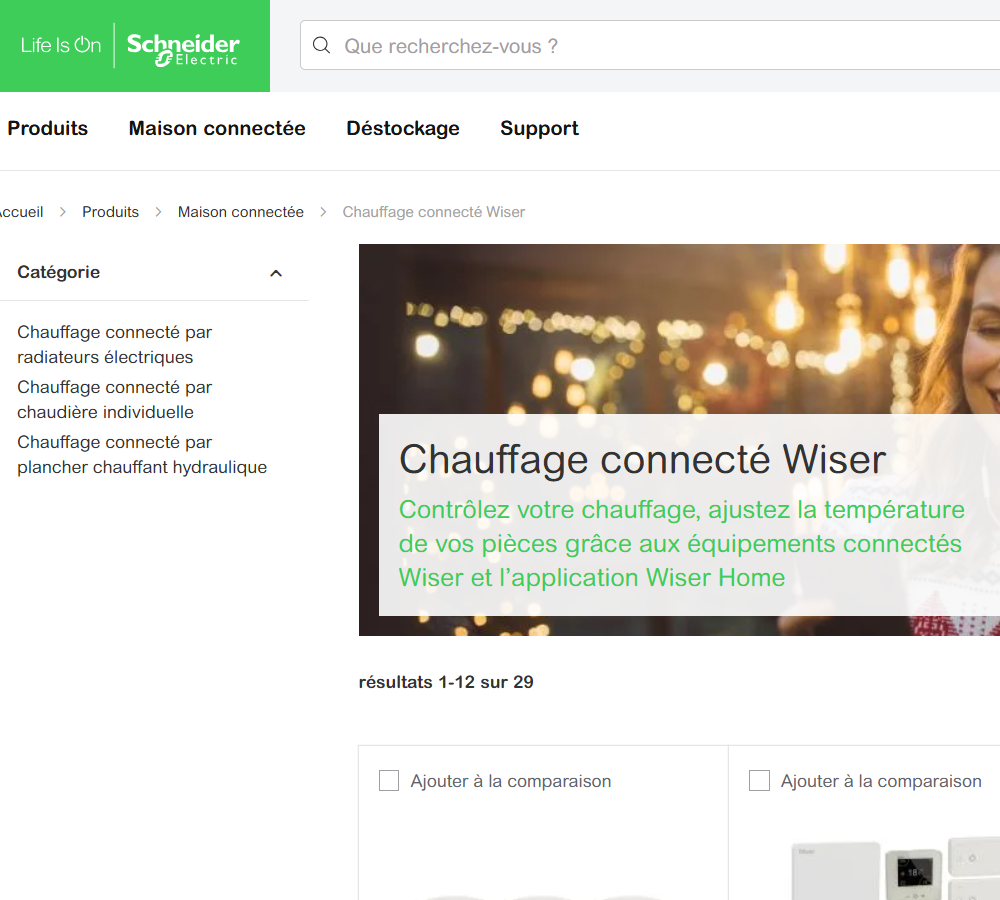 Life Is On
Schneider
Electric
Que recherchez-vous ?
Produits Maison connectée Déstockage Support
Accueil > Produits > Maison connectée > Chauffage connecté Wiser
Catégorie
Chauffage connecté par
radiateurs électriques
Chauffage connecté par
chaudière individuelle
Chauffage connecté par
plancher chauffant hydraulique
Chauffage connecté Wiser
Contrôlez votre chauffage, ajustez la température
de vos pièces grâce aux équipements connectés
Wiser et l’application Wiser Home
résultats 1-12 sur 29
Ajouter à la comparaison
Ajouter à la comparaison